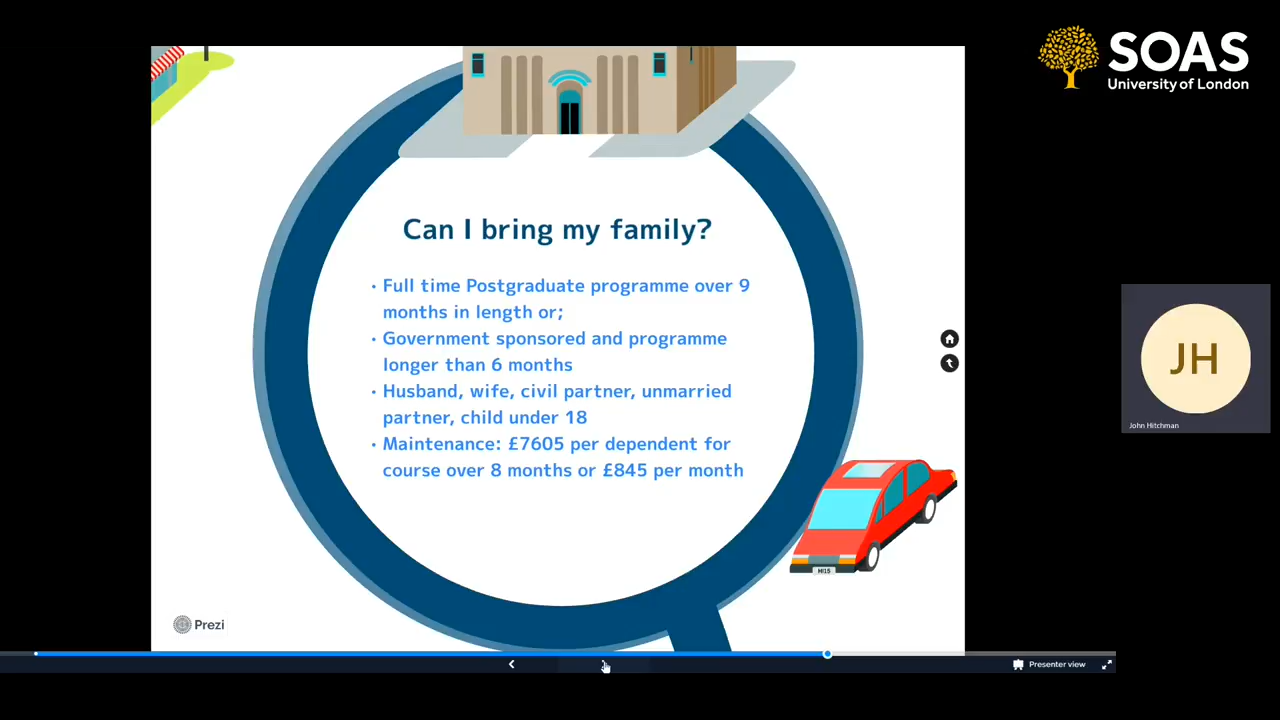 SOAS
University of London
Can I bring my family?
• Full time Postgraduate programme over 9
months in length or;
• Government sponsored and programme
longer than 6 months
• Husband, wife, civil partner, unmarried
partner, child under 18
• Maintenance: £7605 per dependent for
course over 8 months or £845 per month
JH
John Hitchman
MI15
Prezi
Presenter view